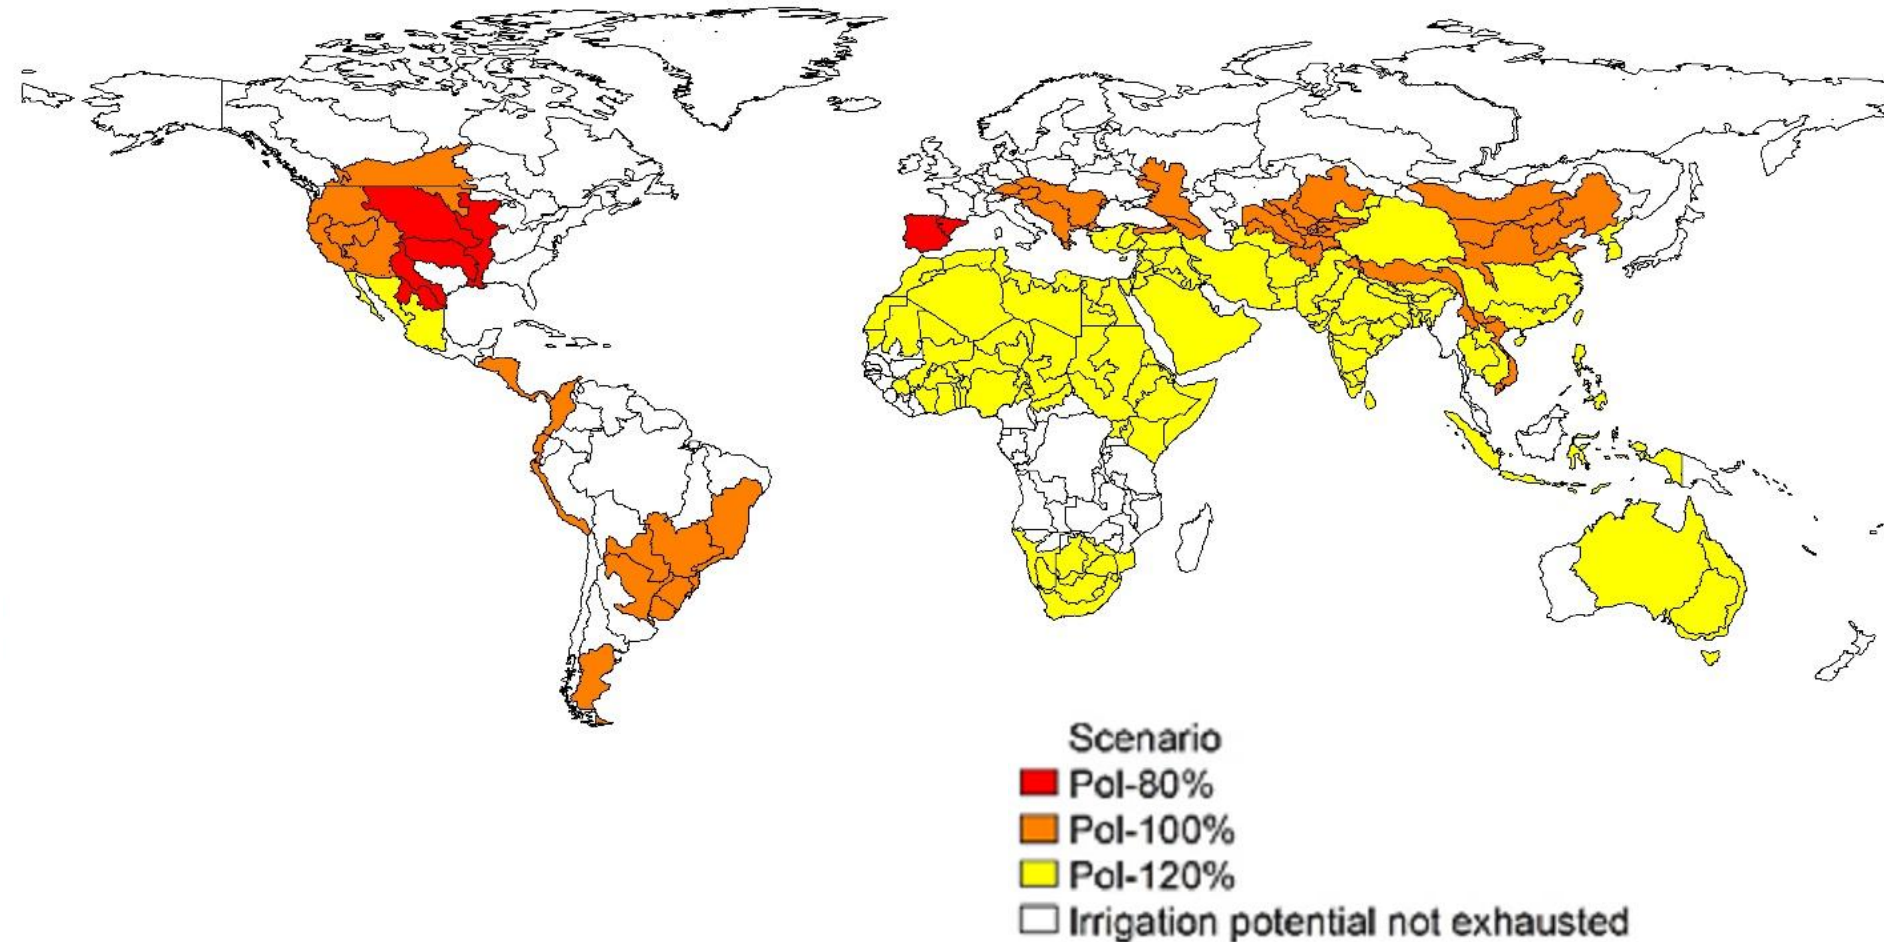 Scenario
Pol-80%
Pol-100%
Pol-120%
Irrigation potential not exhausted